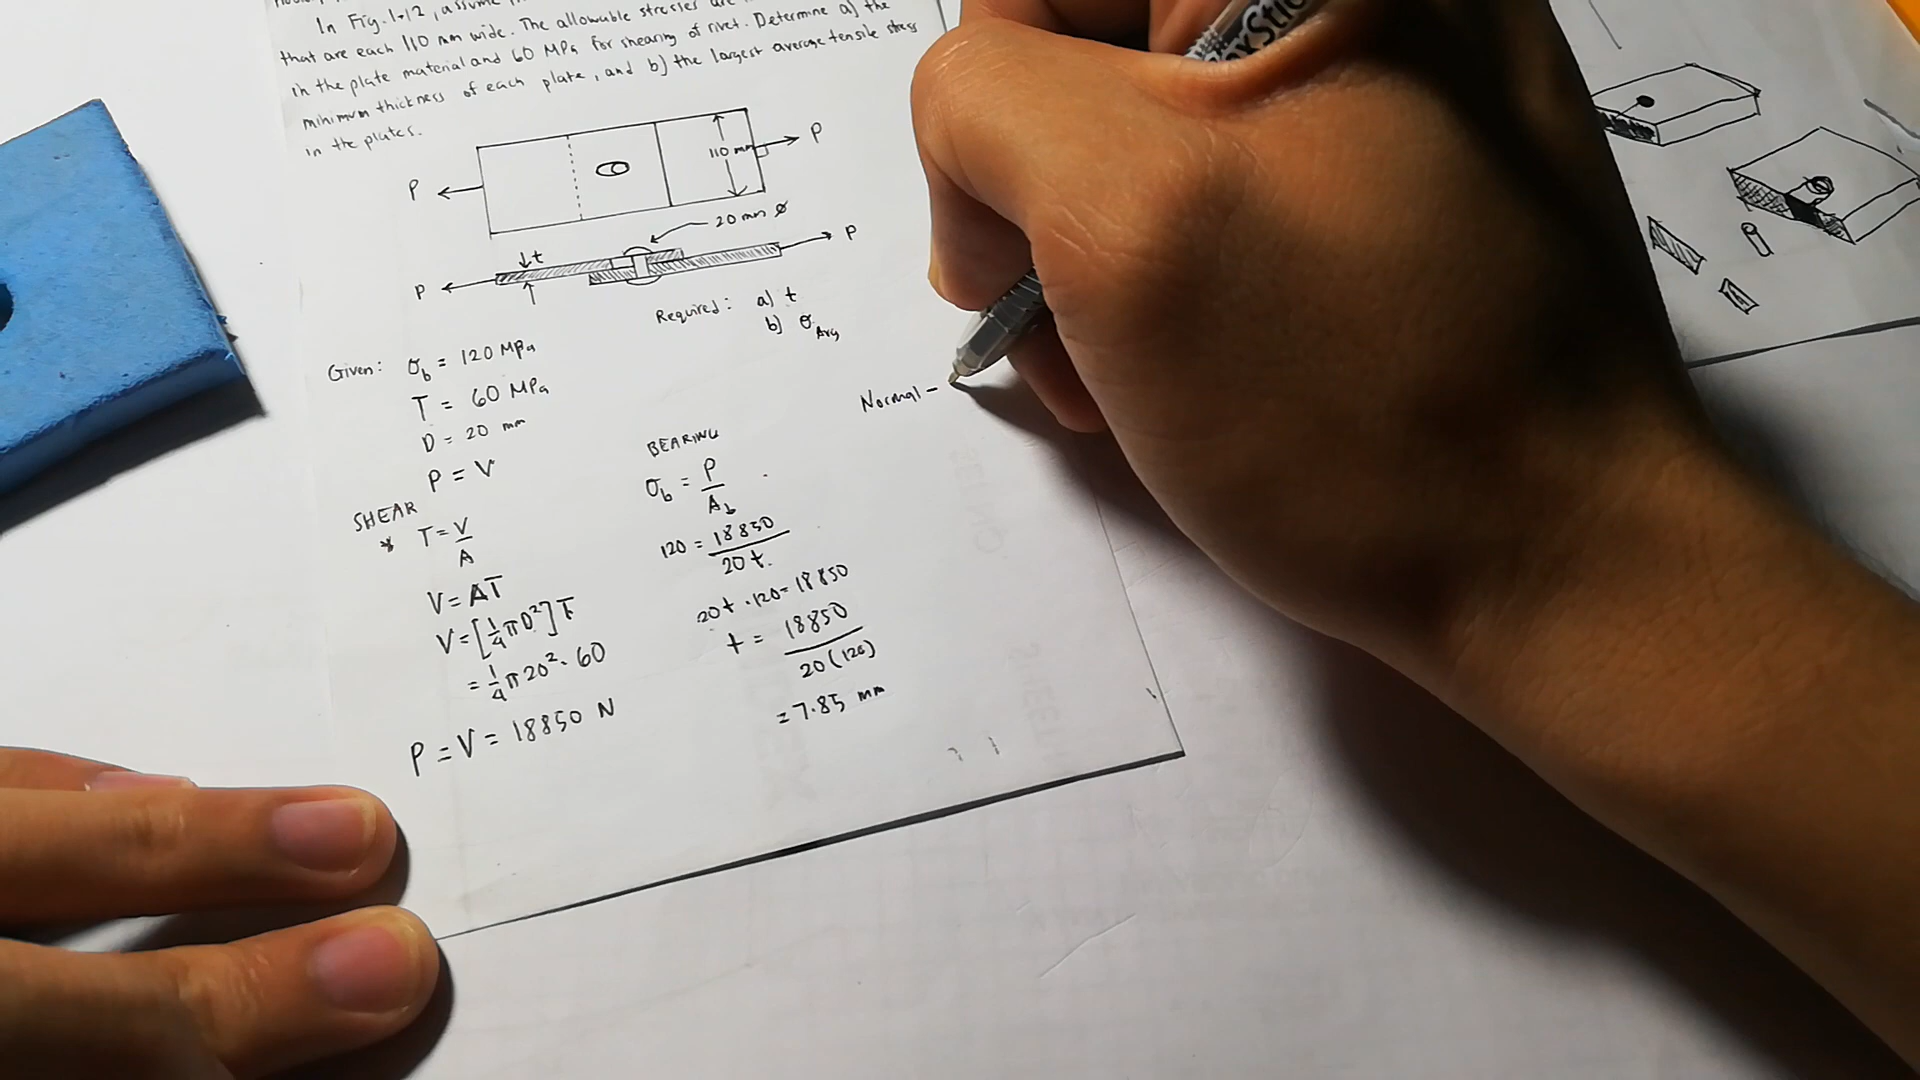 In Fig. 1-12, assume
that are each 110 mm wide. The allowable stresses are
in the plate material and 60 MPa for shearing of rivet. Determine a) the
minimum thickness of each plate, and b) the largest average tensile stress
in the plates.
P
110 mm
P
20 mm ø
t
P
P
Required: a) t
b) σAvg
Given: σb = 120 MPa
T = 60 MPa
D = 20 mm
P = V
SHEAR
* T = V/A
V = AT
V = [1/4 π D²] T
= 1/4 π 20² · 60
P = V = 18850 N
BEARING
σb = P/Ab
120 = 18850/20t
20t · 120 = 18850
t = 18850/20(120)
= 7.85 mm
Normal -